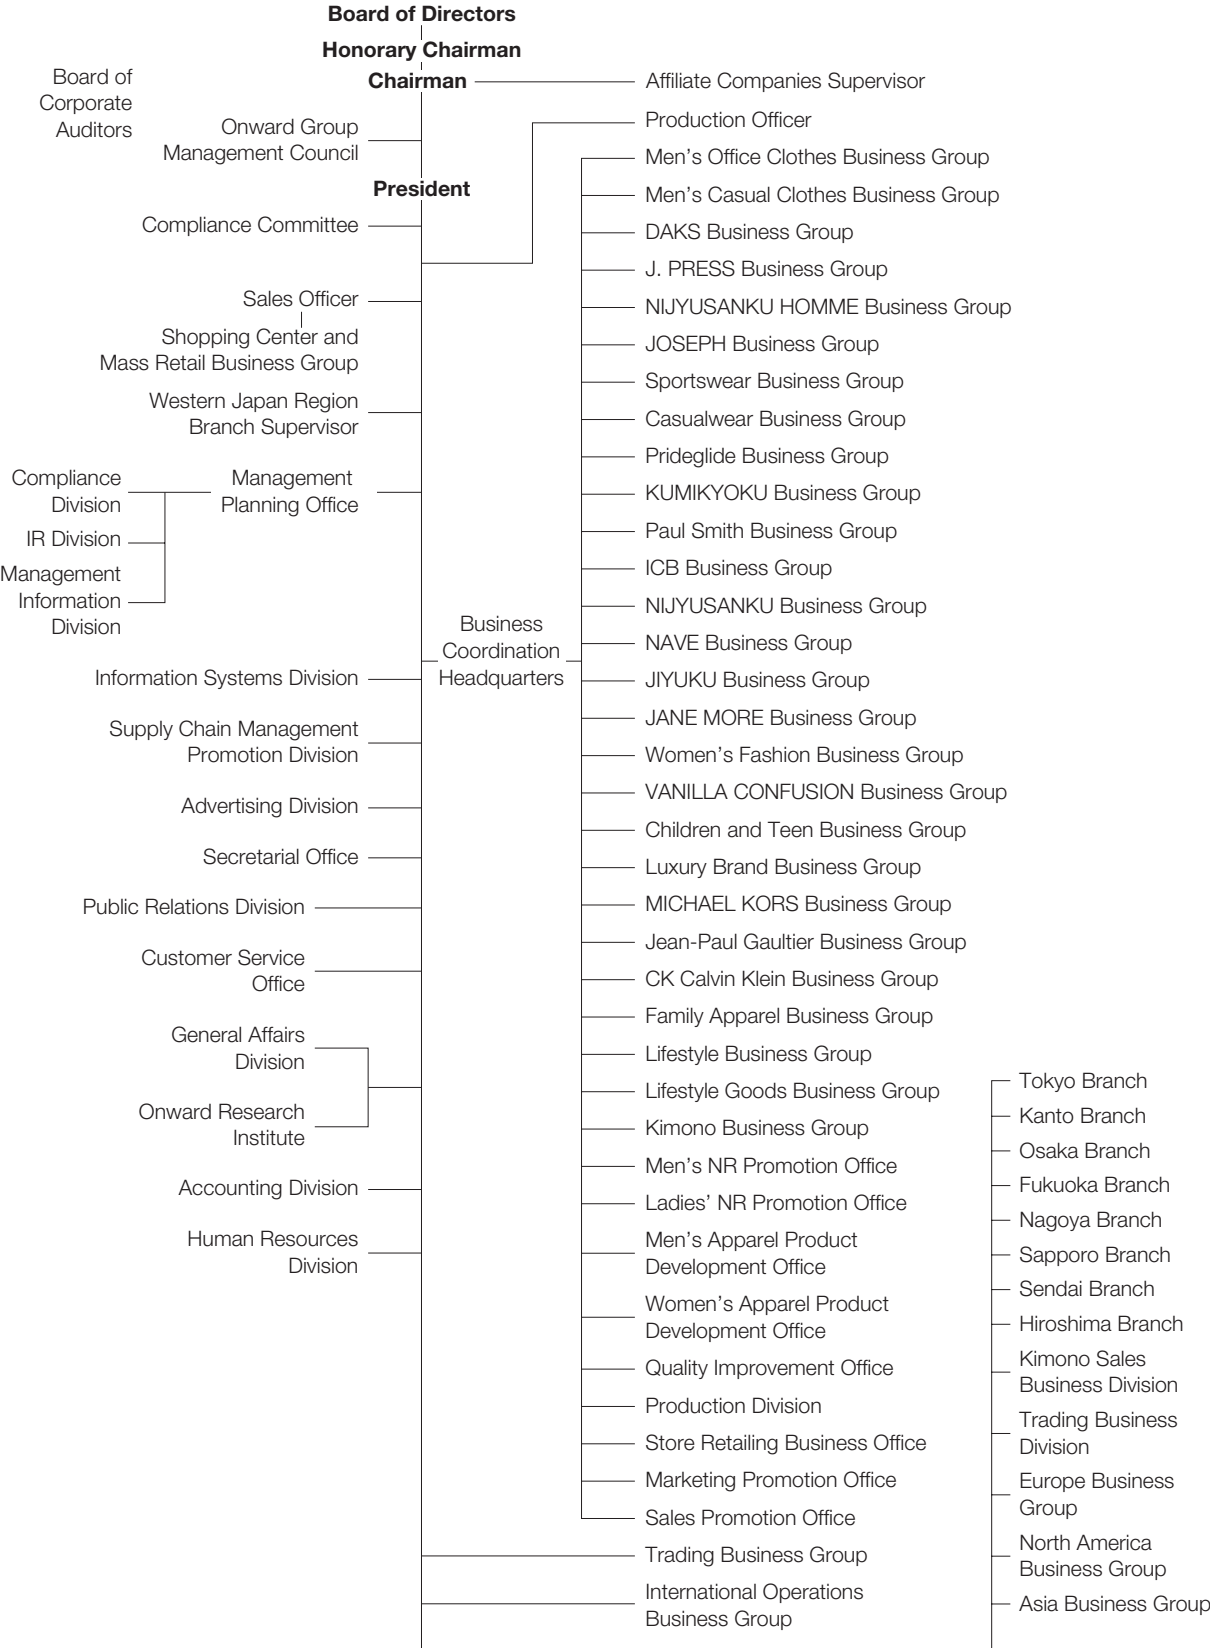 Board of Directors
Honorary Chairman
Chairman
Affiliate Companies Supervisor
Board of
Corporate
Auditors
Onward Group
Management Council
President
Compliance Committee
Sales Officer
Shopping Center and
Mass Retail Business Group
Western Japan Region
Branch Supervisor
Management
Planning Office
Compliance
Division
IR Division
Management
Information
Division
Information Systems Division
Supply Chain Management
Promotion Division
Advertising Division
Secretarial Office
Public Relations Division
Customer Service
Office
General Affairs
Division
Onward Research
Institute
Accounting Division
Human Resources
Division
Business
Coordination
Headquarters
Production Officer
Men's Office Clothes Business Group
Men's Casual Clothes Business Group
DAKS Business Group
J. PRESS Business Group
NIJYUSANKU HOMME Business Group
JOSEPH Business Group
Sportswear Business Group
Casualwear Business Group
Prideglide Business Group
KUMIKYOKU Business Group
Paul Smith Business Group
ICB Business Group
NIJYUSANKU Business Group
NAVE Business Group
JIYUKU Business Group
JANE MORE Business Group
Women's Fashion Business Group
VANILLA CONFUSION Business Group
Children and Teen Business Group
Luxury Brand Business Group
MICHAEL KORS Business Group
Jean-Paul Gaultier Business Group
CK Calvin Klein Business Group
Family Apparel Business Group
Lifestyle Business Group
Lifestyle Goods Business Group
Kimono Business Group
Men's NR Promotion Office
Ladies' NR Promotion Office
Men's Apparel Product
Development Office
Women's Apparel Product
Development Office
Quality Improvement Office
Production Division
Store Retailing Business Office
Marketing Promotion Office
Sales Promotion Office
Trading Business Group
International Operations
Business Group
Tokyo Branch
Kanto Branch
Osaka Branch
Fukuoka Branch
Nagoya Branch
Sapporo Branch
Sendai Branch
Hiroshima Branch
Kimono Sales
Business Division
Trading Business
Division
Europe Business
Group
North America
Business Group
Asia Business Group